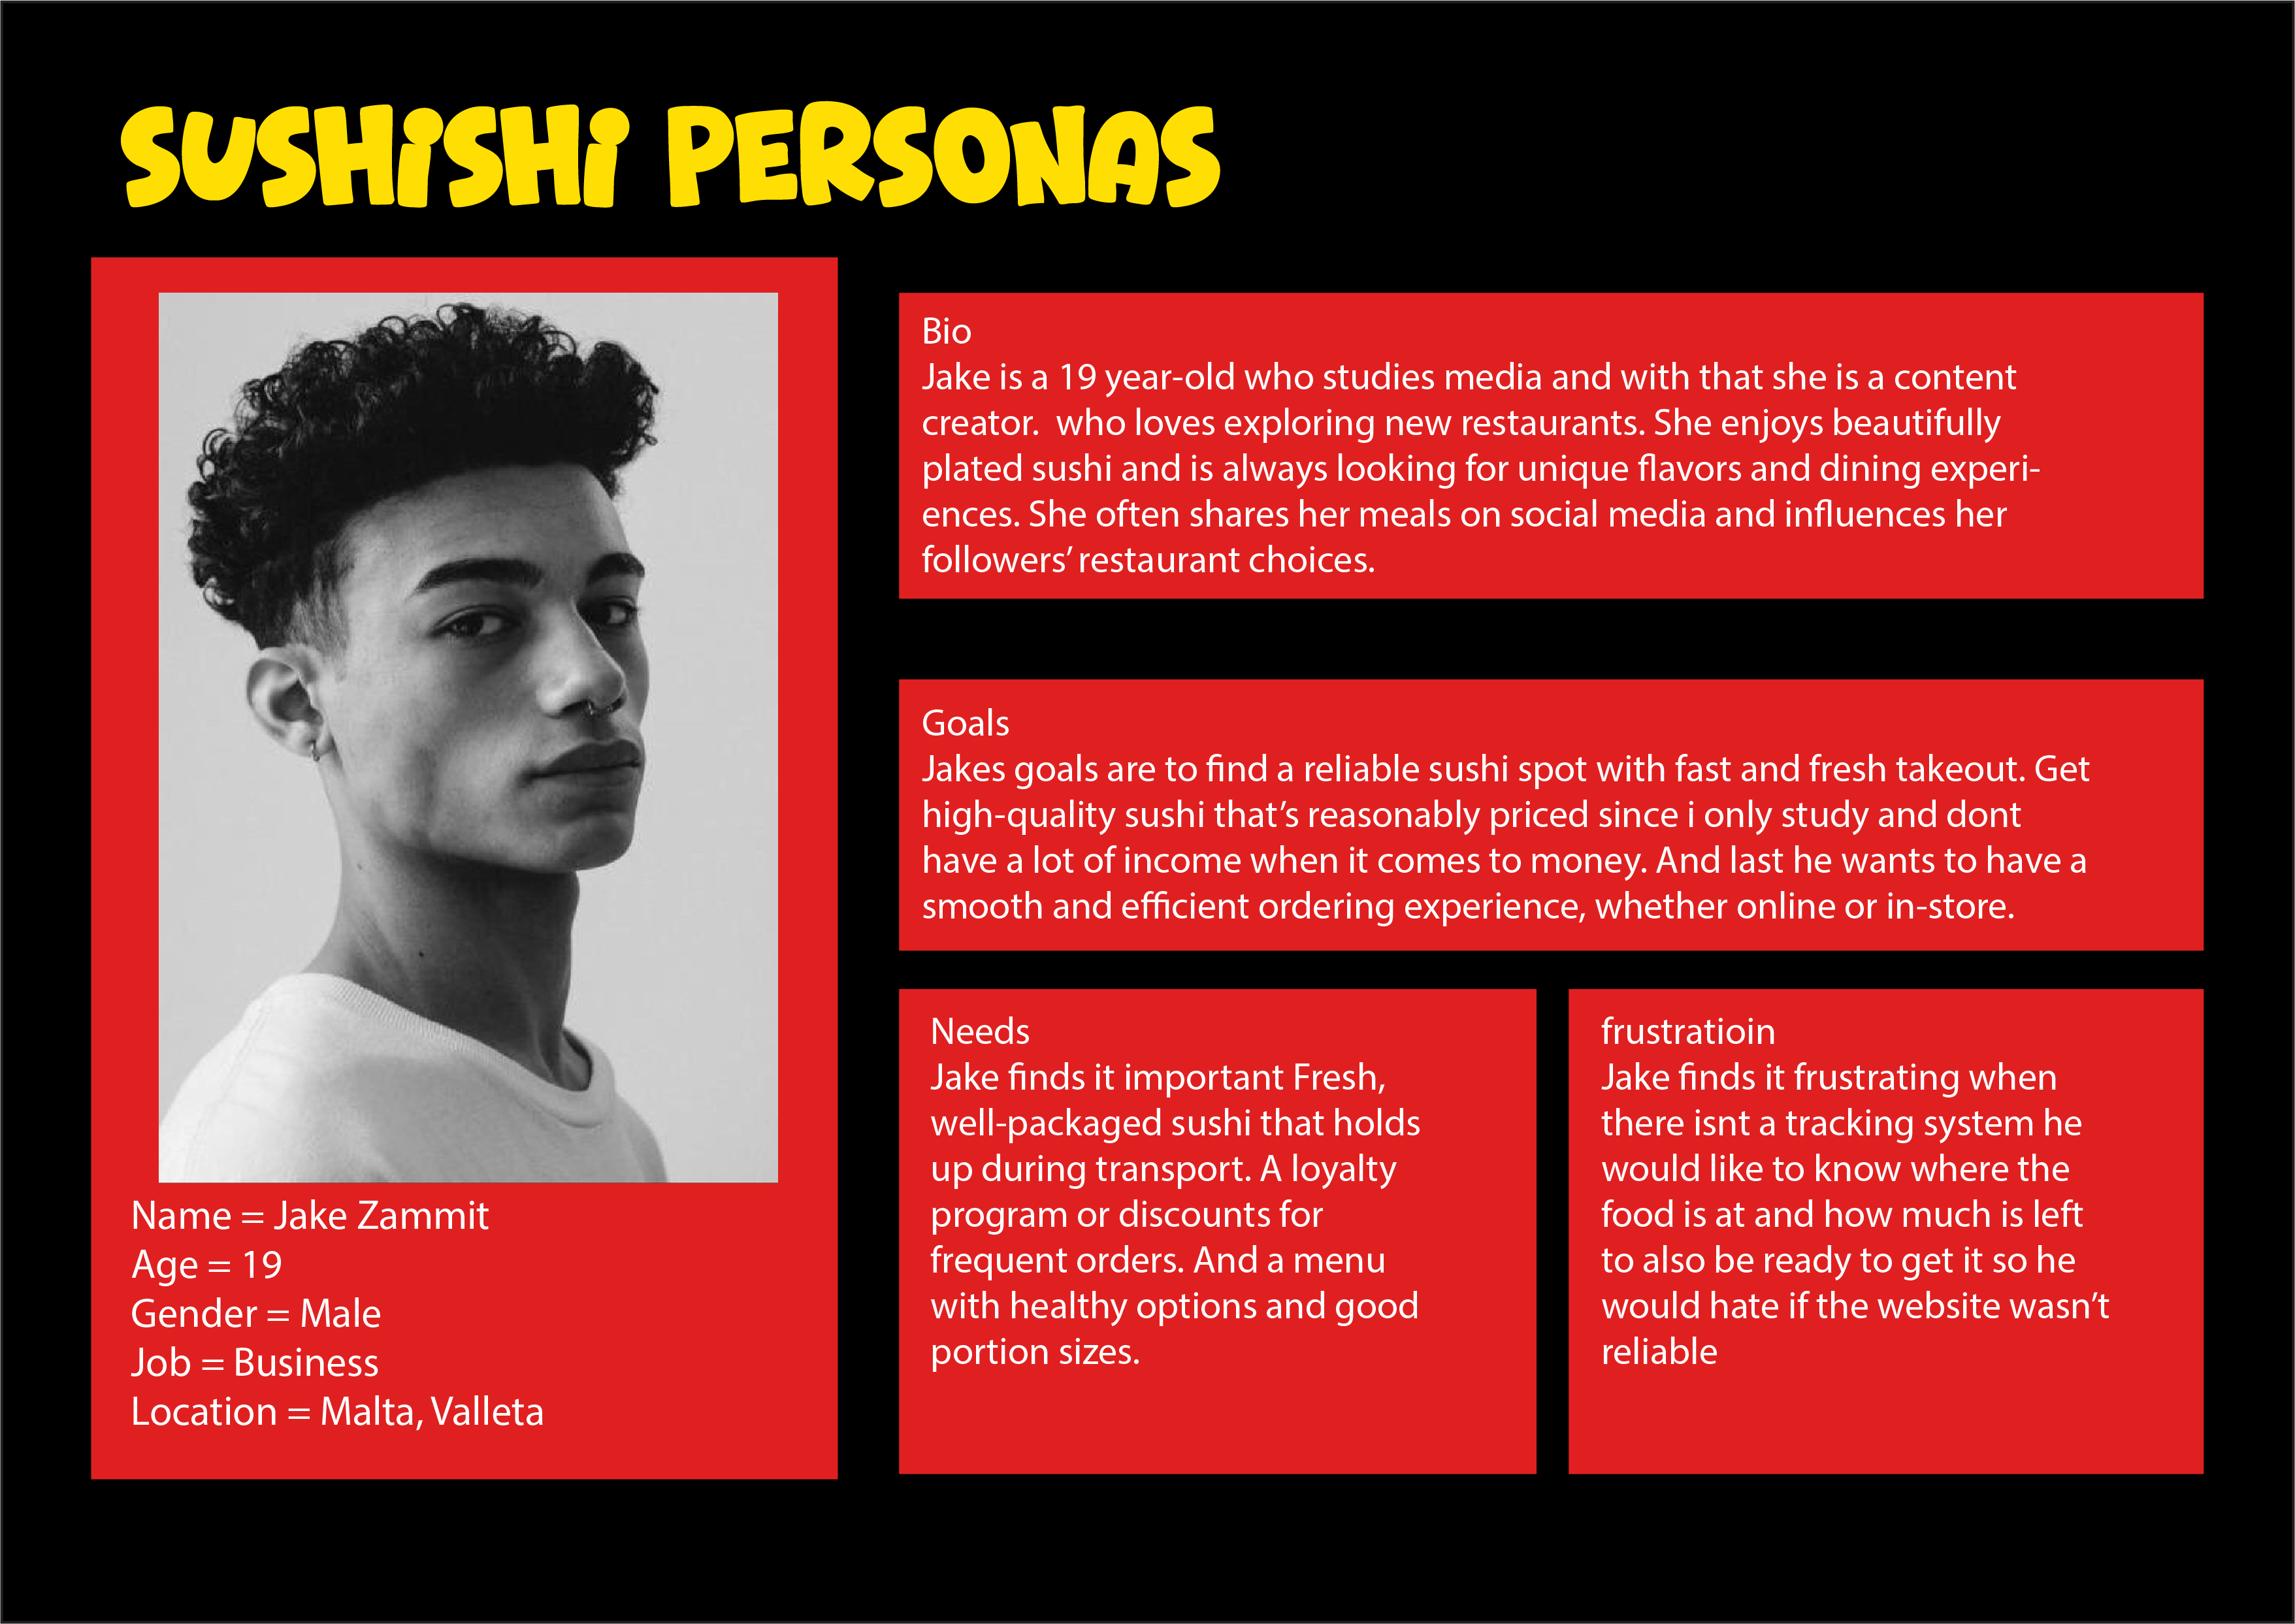 SUSHiSHi PERSONAS
Name = Jake Zammit
Age = 19
Gender = Male
Job = Business
Location = Malta, Valleta
Bio
Jake is a 19 year-old who studies media and with that she is a content
creator.  who loves exploring new restaurants. She enjoys beautifully
plated sushi and is always looking for unique flavors and dining experi-
ences. She often shares her meals on social media and influences her
followers’ restaurant choices.
Goals
Jakes goals are to find a reliable sushi spot with fast and fresh takeout. Get
high-quality sushi that’s reasonably priced since i only study and dont
have a lot of income when it comes to money. And last he wants to have a
smooth and efficient ordering experience, whether online or in-store.
Needs
Jake finds it important Fresh,
well-packaged sushi that holds
up during transport. A loyalty
program or discounts for
frequent orders. And a menu
with healthy options and good
portion sizes.
frustratioin
Jake finds it frustrating when
there isnt a tracking system he
would like to know where the
food is at and how much is left
to also be ready to get it so he
would hate if the website wasn’t
reliable